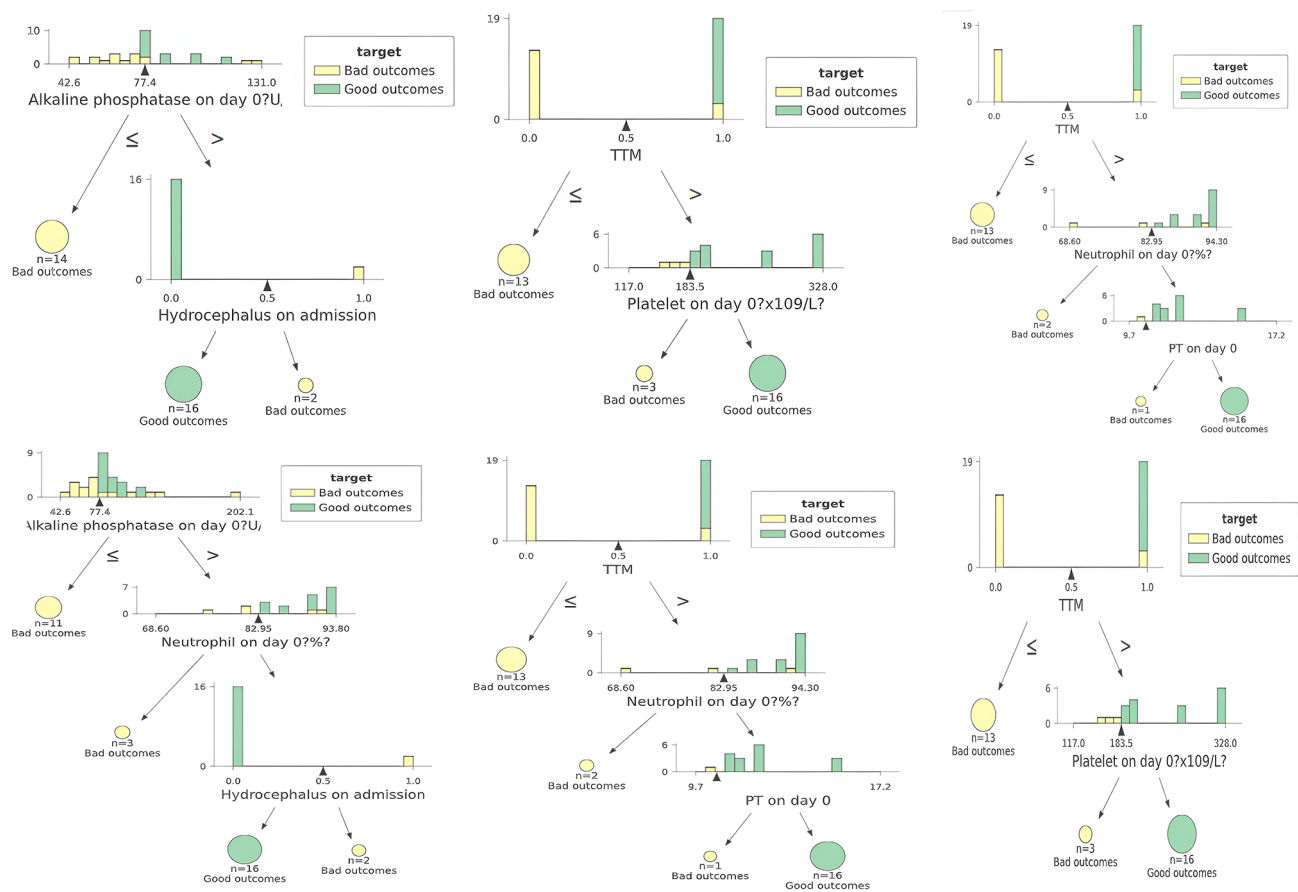 10
0
42.6
77.4
131.0
Alkaline phosphatase on day 0?U,
target
Bad outcomes
Good outcomes
≤
>
n=14
Bad outcomes
16
0
0.0
0.5
1.0
Hydrocephalus on admission
n=16
Good outcomes
n=2
Bad outcomes
19
0
0.0
0.5
1.0
TTM
target
Bad outcomes
Good outcomes
≤
>
n=13
Bad outcomes
6
0
117.0
183.5
328.0
Platelet on day 0?x109/L?
n=3
Bad outcomes
n=16
Good outcomes
19
0
0.0
0.5
1.0
TTM
target
Bad outcomes
Good outcomes
≤
>
n=13
Bad outcomes
9
0
68.60
82.95
94.30
Neutrophil on day 0?%?
n=2
Bad outcomes
6
0
9.7
17.2
PT on day 0
n=1
Bad outcomes
n=16
Good outcomes
9
0
42.6
77.4
202.1
Alkaline phosphatase on day 0?U/
target
Bad outcomes
Good outcomes
≤
>
n=11
Bad outcomes
7
0
68.60
82.95
93.80
Neutrophil on day 0?%?
n=3
Bad outcomes
16
0
0.0
0.5
1.0
Hydrocephalus on admission
n=16
Good outcomes
n=2
Bad outcomes
19
0
0.0
0.5
1.0
TTM
target
Bad outcomes
Good outcomes
≤
>
n=13
Bad outcomes
9
0
68.60
82.95
94.30
Neutrophil on day 0?%?
n=2
Bad outcomes
6
0
9.7
17.2
PT on day 0
n=1
Bad outcomes
n=16
Good outcomes
19
0
0.0
0.5
1.0
TTM
target
Bad outcomes
Good outcomes
≤
>
n=13
Bad outcomes
6
0
117.0
183.5
328.0
Platelet on day 0?x109/L?
n=3
Bad outcomes
n=16
Good outcomes